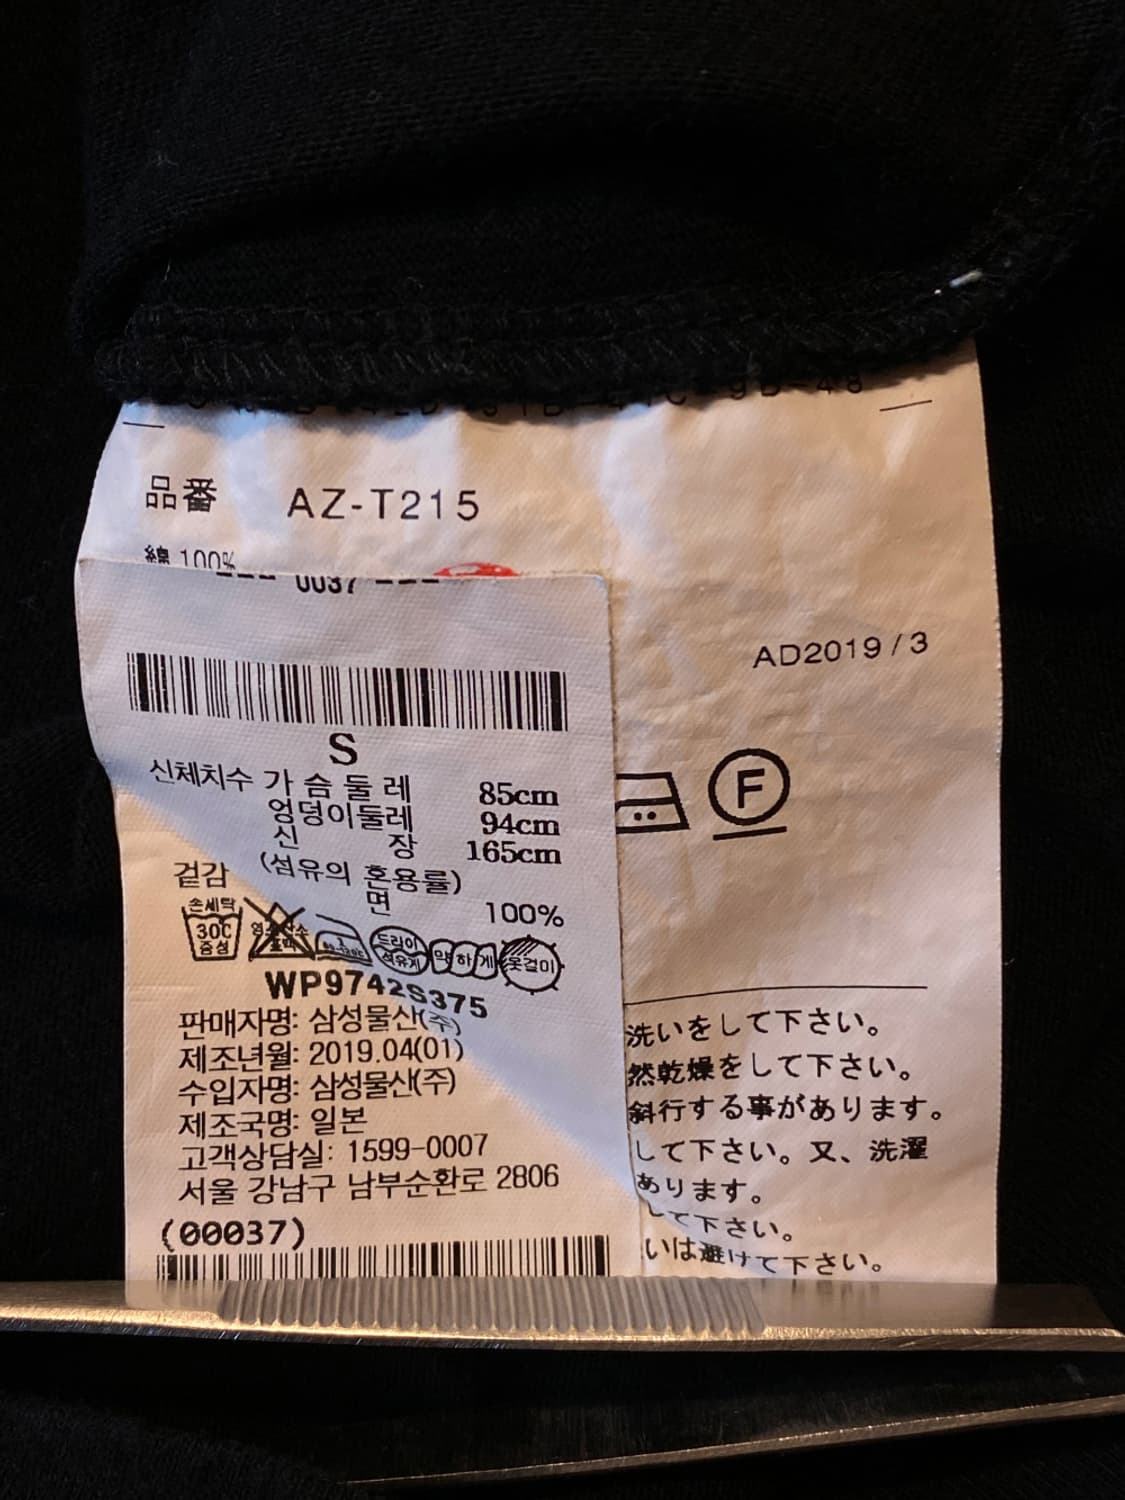 品番 AZ-T215
綿 100%
0037
AD2019 / 3
S
신체치수 가슴둘레 85cm
엉덩이둘레 94cm
신장 165cm
겉감 (섬유의 혼용률)
면 100%
손세탁
30C
중성
약하게
옷걸이
F
WP9742S375
판매자명: 삼성물산(주)
제조년월: 2019.04(01)
수입자명: 삼성물산(주)
제조국명: 일본
고객상담실: 1599-0007
서울 강남구 남부순환로 2806
(00037)
洗いをして下さい。
然乾燥をして下さい。
斜行する事があります。
して下さい。又、洗濯
あります。
して下さい。
いは避けて下さい。